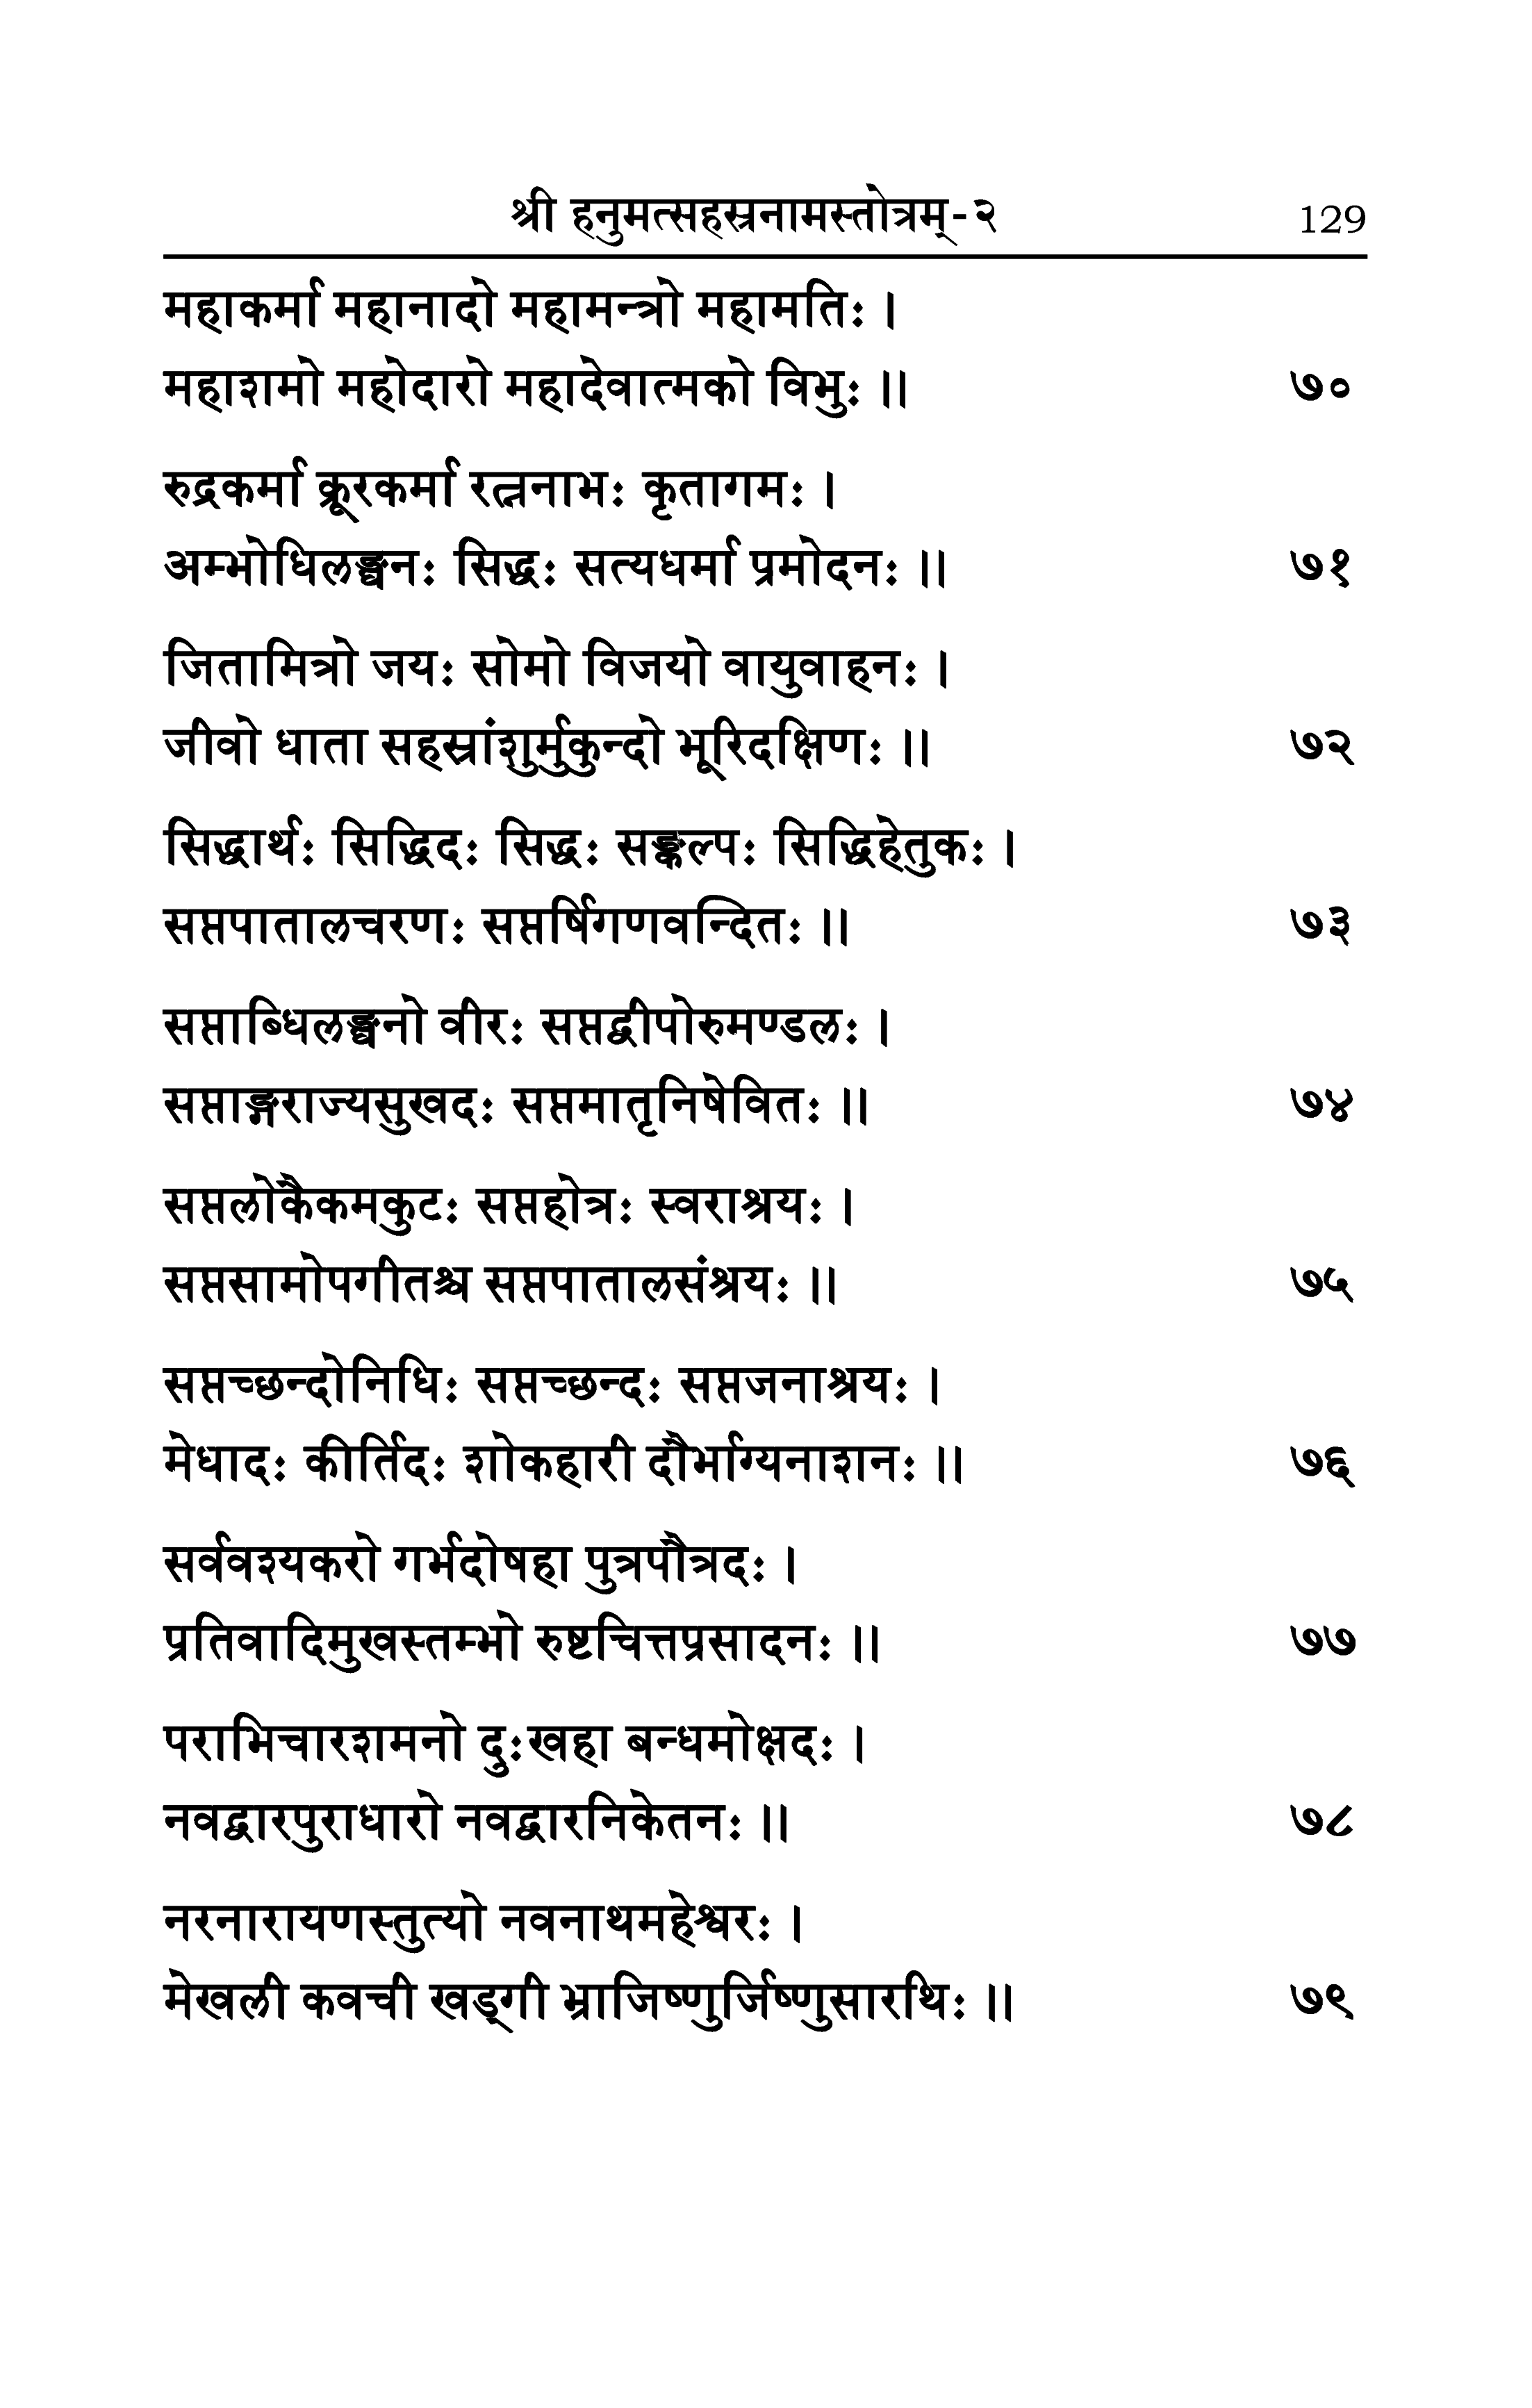 श्री हनुमत्सहस्रनामस्तोत्रम्-२ 129
महाकर्मा महानादो महामन्त्रो महामतिः ।
महाशमो महोदारो महादेवात्मको विभुः ॥ ७०
रुद्रकर्मा क्रूरकर्मा रत्ननाभः कृतागमः ।
अम्भोधिलङ्घनः सिद्धः सत्यधर्मा प्रमोदनः ॥ ७१
जितामित्रो जयः सोमो विजयो वायुवाहनः ।
जीवो धाता सहस्रांशुर्मुकुन्दो भूरिदक्षिणः ॥ ७२
सिद्धार्थः सिद्धिदः सिद्धः सङ्कल्पः सिद्धिहेतुकः ।
सप्तपातालचरणः सप्तर्षिगणवन्दितः ॥ ७३
सप्ताब्धिलङ्घनो वीरः सप्तद्वीपोरुमण्डलः ।
सप्ताङ्गराज्यसुखदः सप्तमातृनिषेवितः ॥ ७४
सप्तलोकैकमकुटः सप्तहोत्रः स्वराश्रयः ।
सप्तसामोपगीतश्च सप्तपातालसंश्रयः ॥ ७५
सप्तच्छन्दोनिधिः सप्तच्छन्दः सप्तजनाश्रयः ।
मेधादः कीर्तिदः शोकहारी दौर्भाग्यनाशनः ॥ ७६
सर्ववश्यकरो गर्भदोषहा पुत्रपौत्रदः ।
प्रतिवादिमुखस्तम्भो रुष्टचित्तप्रसादनः ॥ ७७
पराभिचारशमनो दुःखहा बन्धमोक्षदः ।
नवद्वारपुराधारो नवद्वारनिकेतनः ॥ ७८
नरनारायणस्तुत्यो नवनाथमहेश्वरः ।
मेखली कवची खड्गी भ्राजिष्णुर्जिष्णुसारथिः ॥ ७९